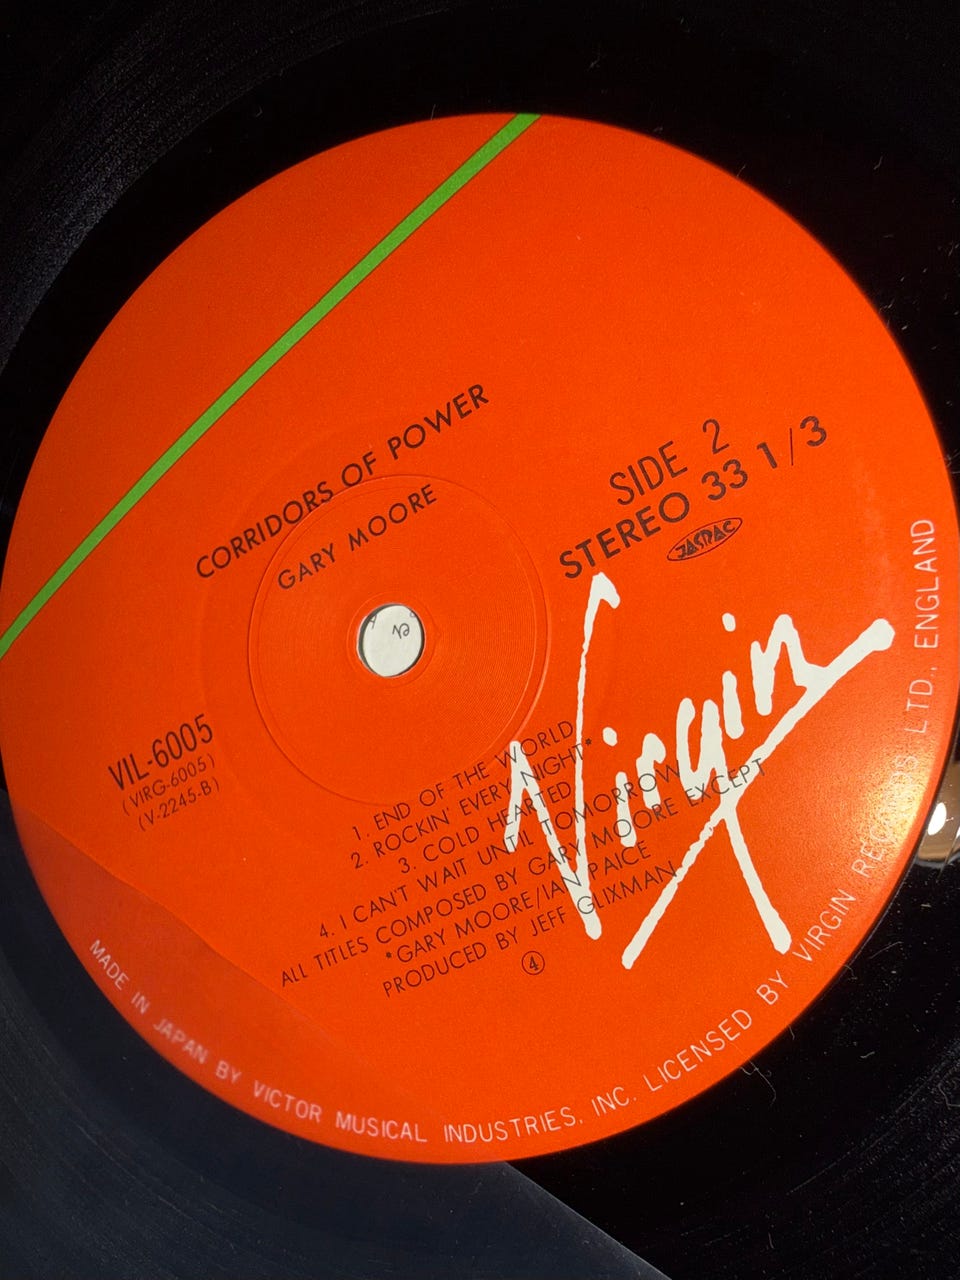 CORRIDORS OF POWER
GARY MOORE
SIDE 2
STEREO 33 1/3
JASRAC
Virgin
VIL-6005
(VIRG-6005)
(V-2245-B)
1. END OF THE WORLD
2. ROCKIN' EVERY NIGHT*
3. COLD HEARTED
4. I CAN'T WAIT UNTIL TOMORROW
ALL TITLES COMPOSED BY GARY MOORE EXCEPT
*GARY MOORE/IAN PAICE
PRODUCED BY JEFF GLIXMAN
④
MADE IN JAPAN BY VICTOR MUSICAL INDUSTRIES, INC. LICENSED BY VIRGIN RECORDS LTD., ENGLAND